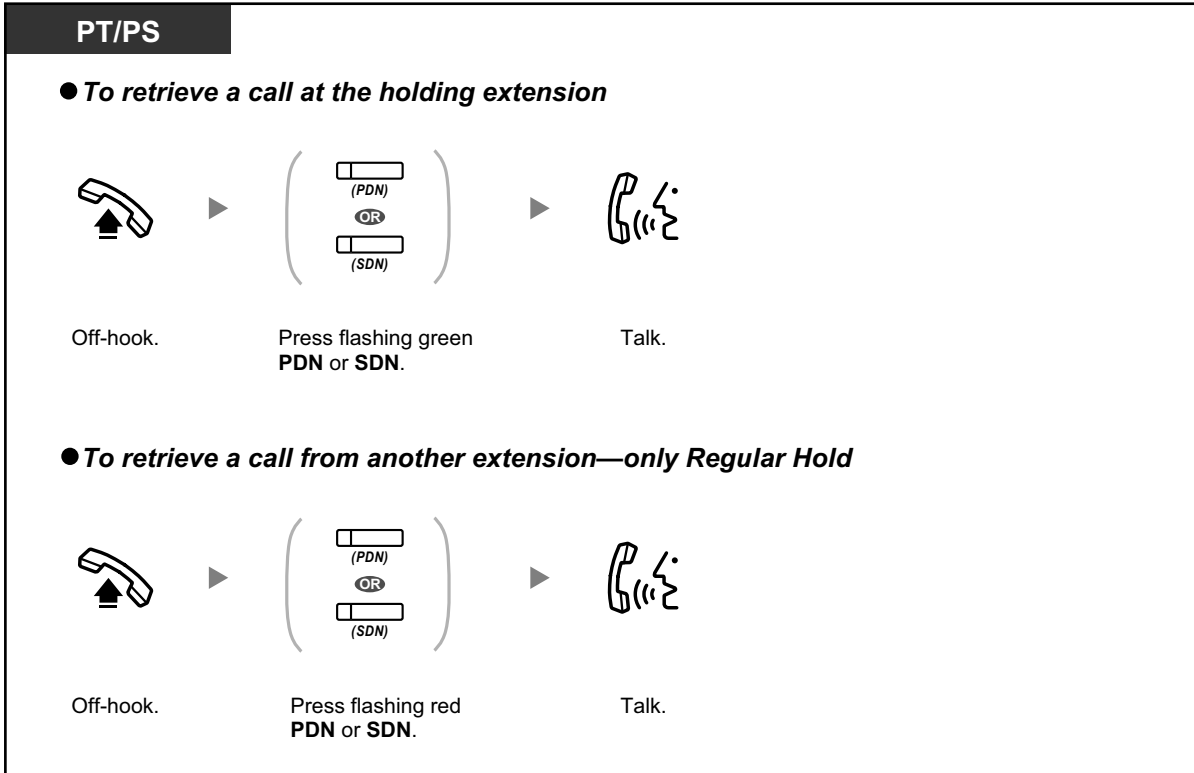 PT/PS
● To retrieve a call at the holding extension
(PDN)
OR
(SDN)
Off-hook.
Press flashing green
PDN or SDN.
Talk.
● To retrieve a call from another extension—only Regular Hold
(PDN)
OR
(SDN)
Off-hook.
Press flashing red
PDN or SDN.
Talk.